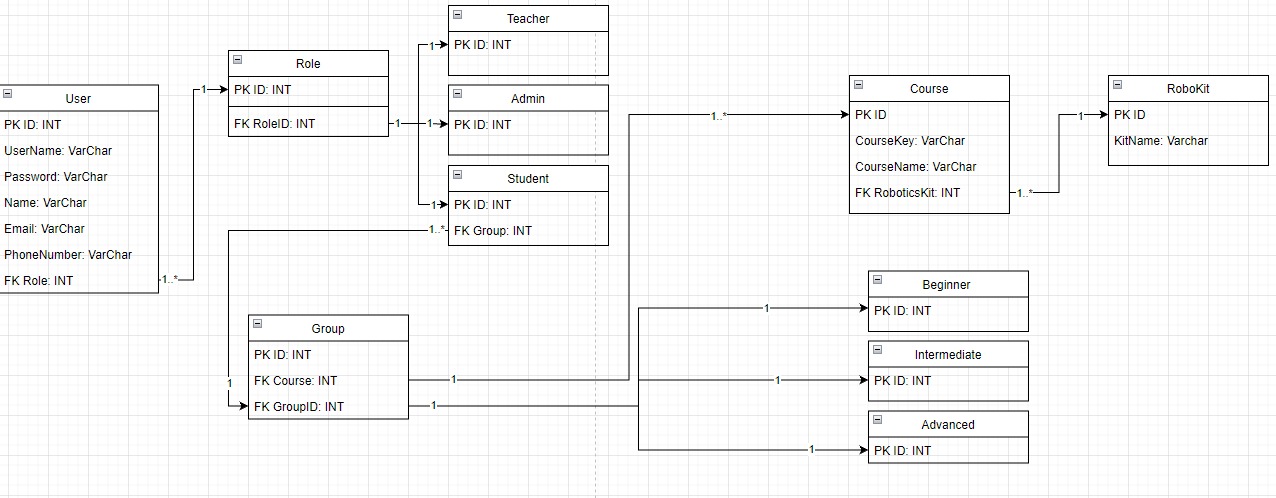 User
PK ID: INT
UserName: VarChar
Password: VarChar
Name: VarChar
Email: VarChar
PhoneNumber: VarChar
FK Role: INT
1..*
1
Role
PK ID: INT
FK RoleID: INT
1
1
Teacher
PK ID: INT
1
Admin
PK ID: INT
1
Student
PK ID: INT
FK Group: INT
1..*
1
Group
PK ID: INT
FK Course: INT
FK GroupID: INT
1
1
1..*
Course
PK ID
CourseKey: VarChar
CourseName: VarChar
FK RoboticsKit: INT
1..*
1
RoboKit
PK ID
KitName: Varchar
1
Beginner
PK ID: INT
1
Intermediate
PK ID: INT
1
Advanced
PK ID: INT